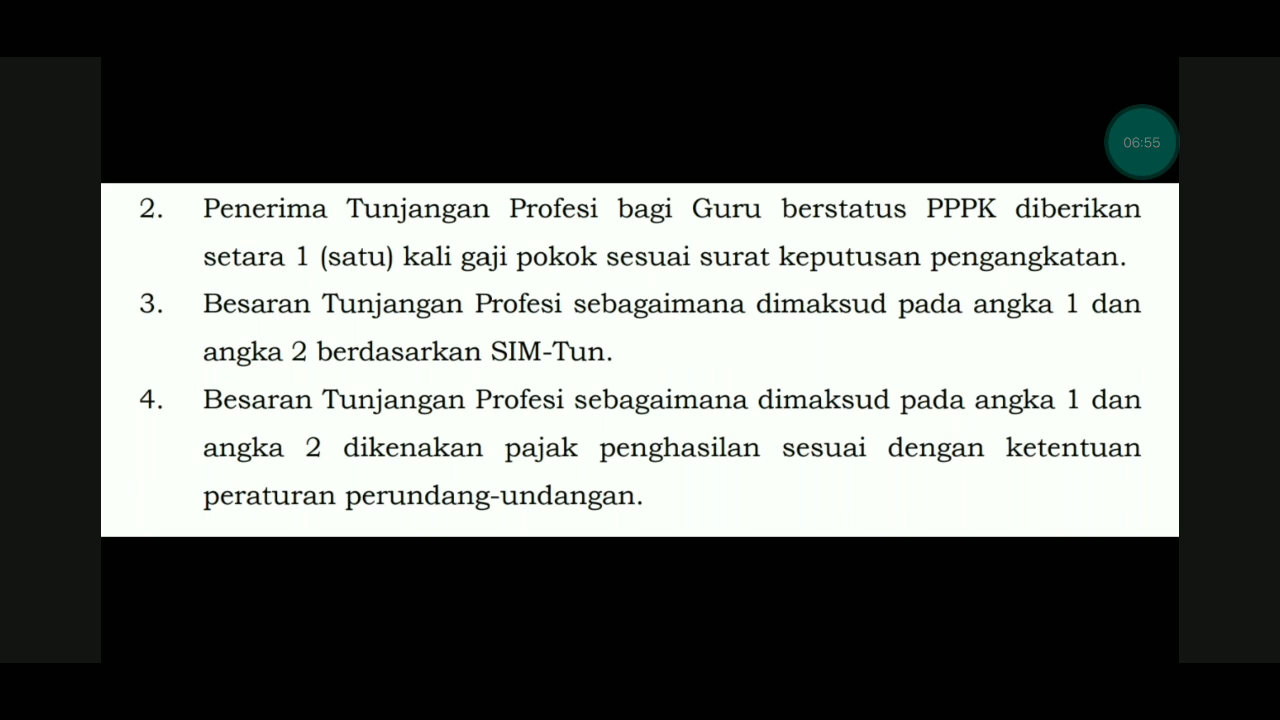 06:55
2. Penerima Tunjangan Profesi bagi Guru berstatus PPPK diberikan
setara 1 (satu) kali gaji pokok sesuai surat keputusan pengangkatan.
3. Besaran Tunjangan Profesi sebagaimana dimaksud pada angka 1 dan
angka 2 berdasarkan SIM-Tun.
4. Besaran Tunjangan Profesi sebagaimana dimaksud pada angka 1 dan
angka 2 dikenakan pajak penghasilan sesuai dengan ketentuan
peraturan perundang-undangan.